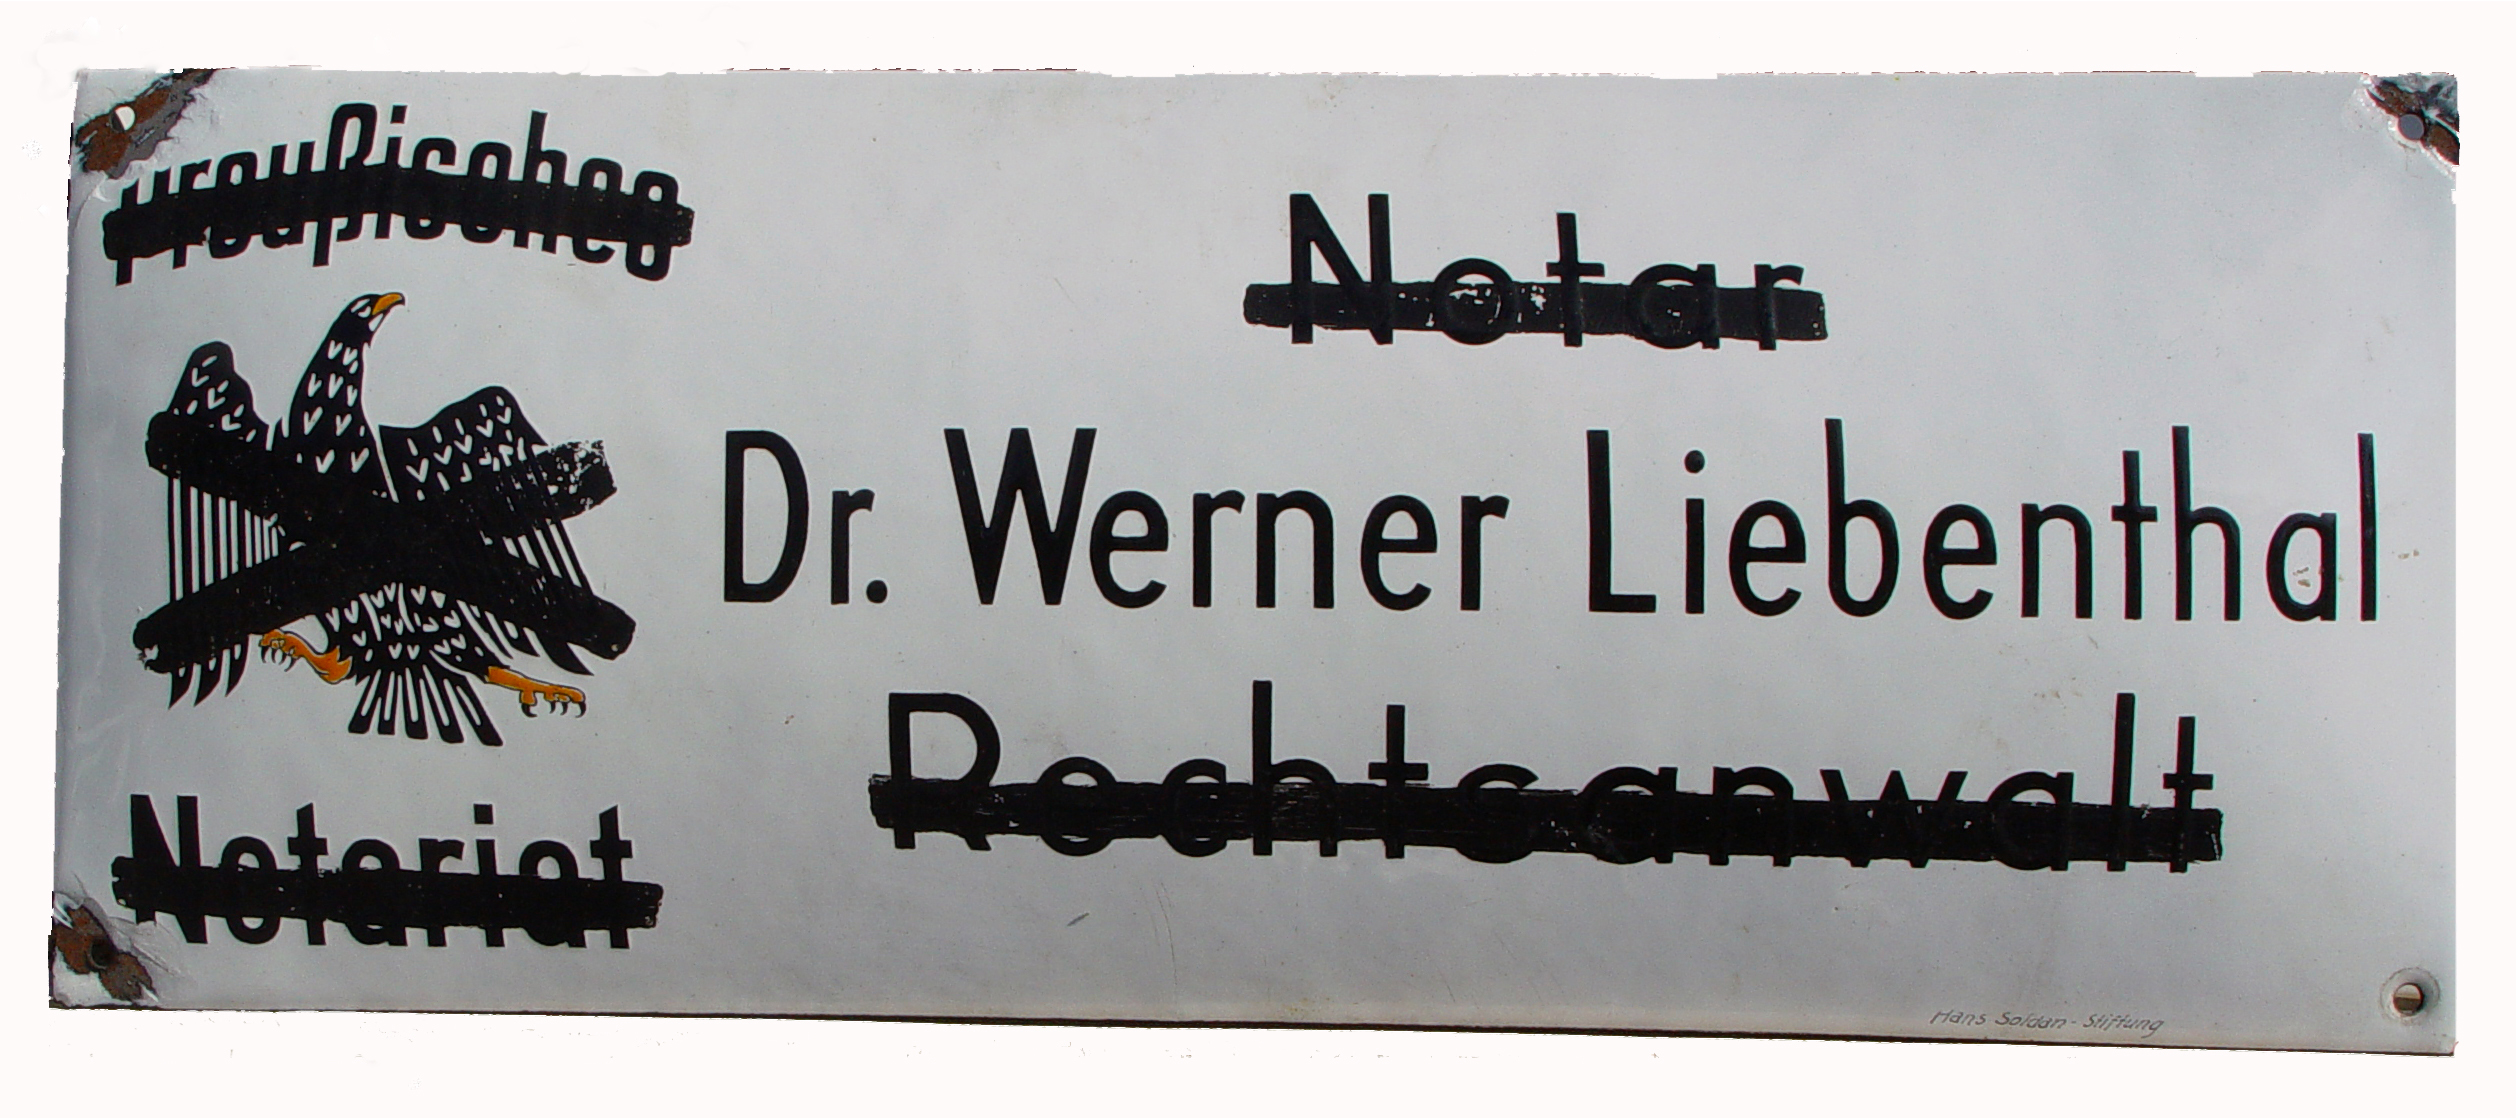 Preußisches
Notariat
Notar
Dr. Werner Liebenthal
Rechtsanwalt
Hans Soldan-Stiftung